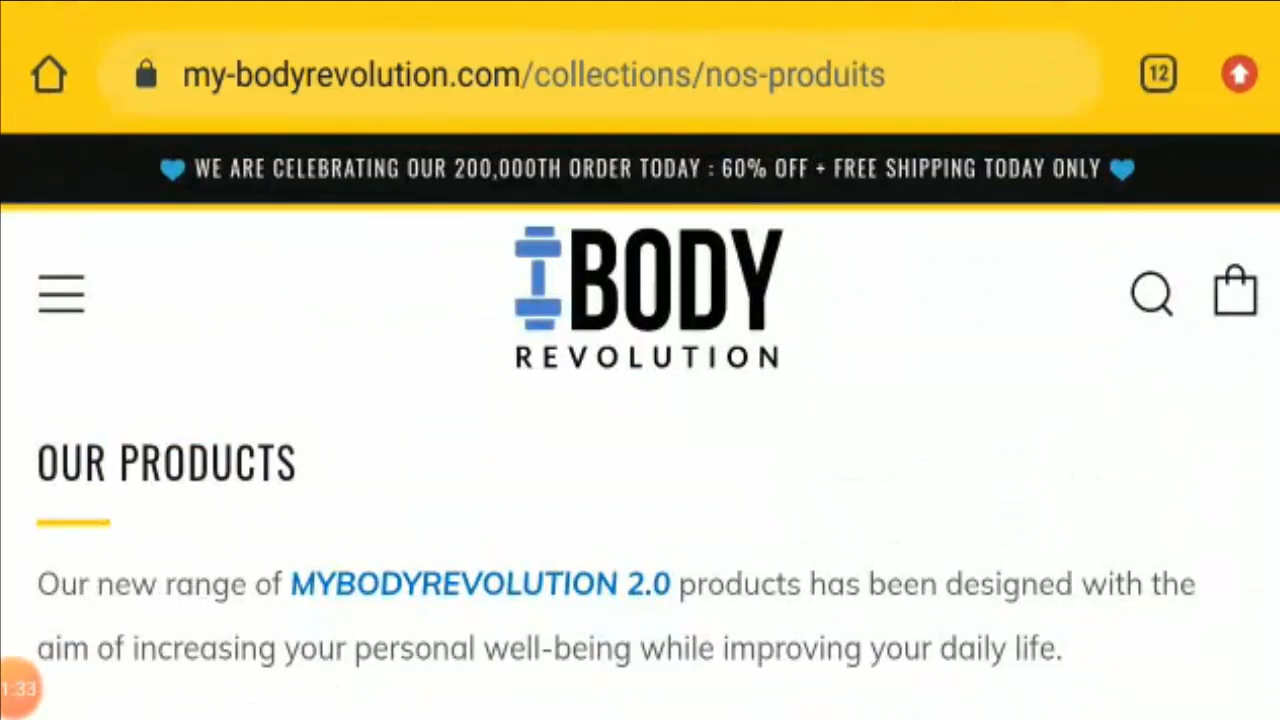 my-bodyrevolution.com/collections/nos-produits
12
WE ARE CELEBRATING OUR 200,000TH ORDER TODAY : 60% OFF + FREE SHIPPING TODAY ONLY
BODY
REVOLUTION
OUR PRODUCTS
Our new range of MYBODYREVOLUTION 2.0 products has been designed with the
aim of increasing your personal well-being while improving your daily life.
1:33